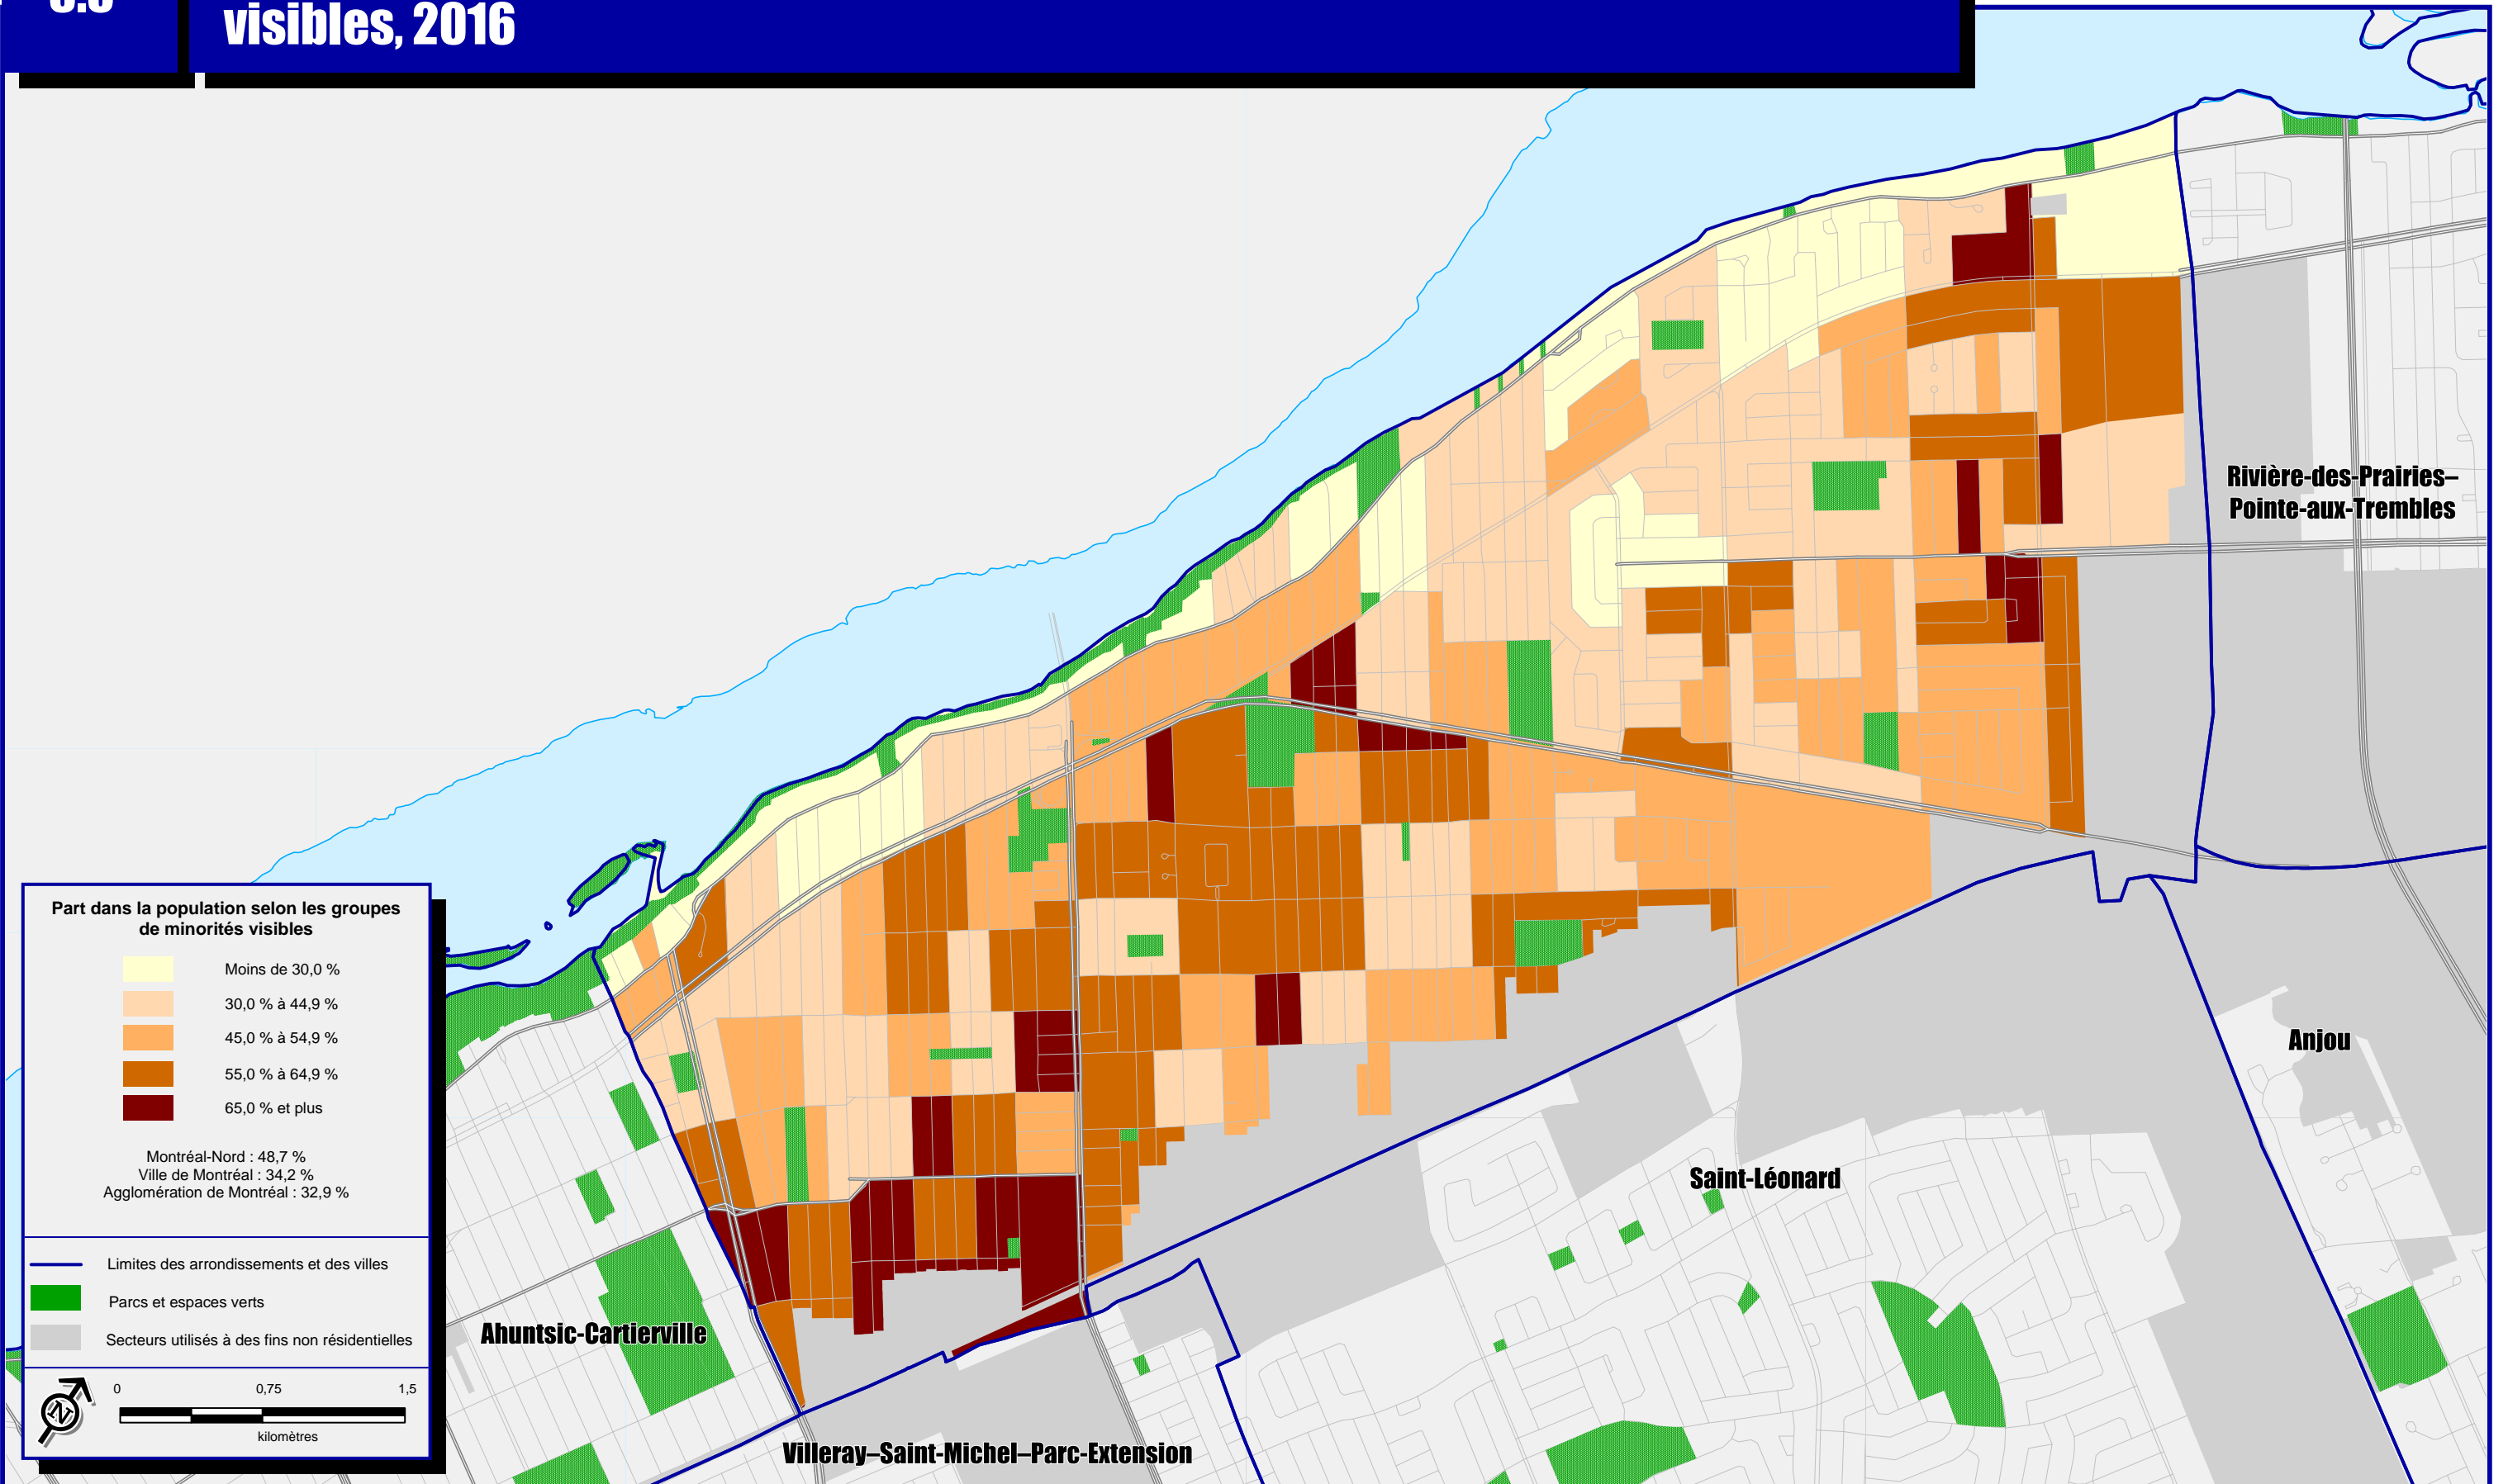 visibles, 2016
Rivière-des-Prairies–
Pointe-aux-Trembles
Part dans la population selon les groupes
de minorités visibles
Moins de 30,0 %
30,0 % à 44,9 %
45,0 % à 54,9 %
55,0 % à 64,9 %
65,0 % et plus
Montréal-Nord : 48,7 %
Ville de Montréal : 34,2 %
Agglomération de Montréal : 32,9 %
Limites des arrondissements et des villes
Parcs et espaces verts
Secteurs utilisés à des fins non résidentielles
N
0 0,75 1,5
kilomètres
Anjou
Saint-Léonard
Ahuntsic-Cartierville
Villeray–Saint-Michel–Parc-Extension